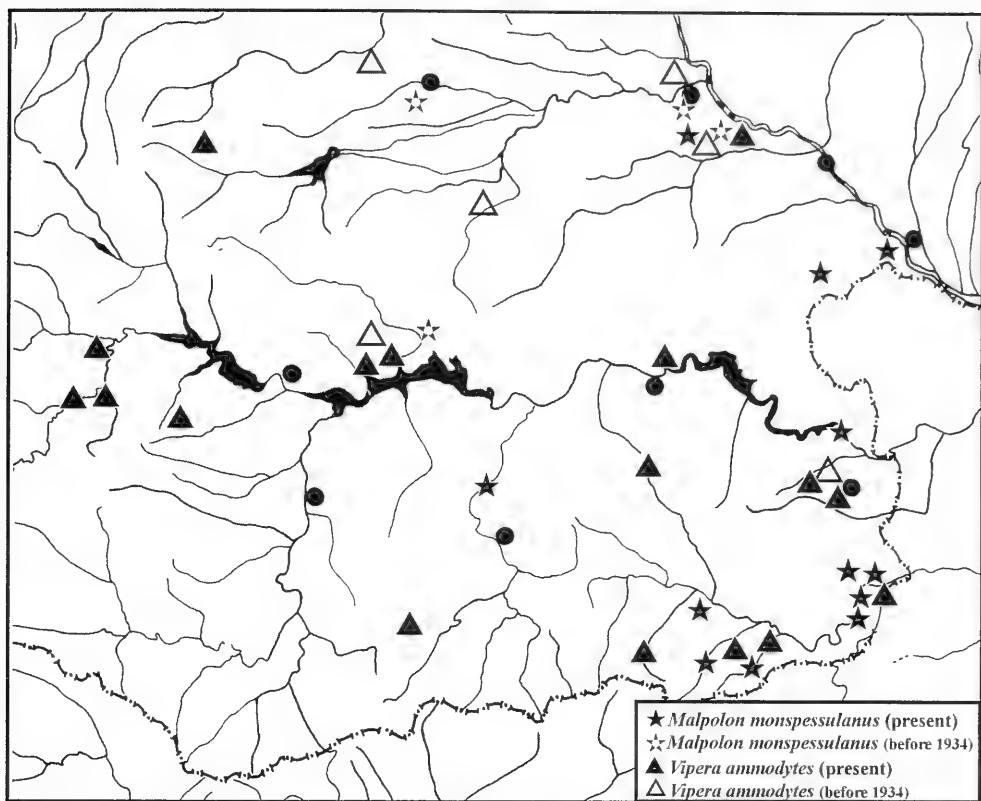 Malpolon monspessulanus (present)
Malpolon monspessulanus (before 1934)
Vipera ammodytes (present)
Vipera ammodytes (before 1934)